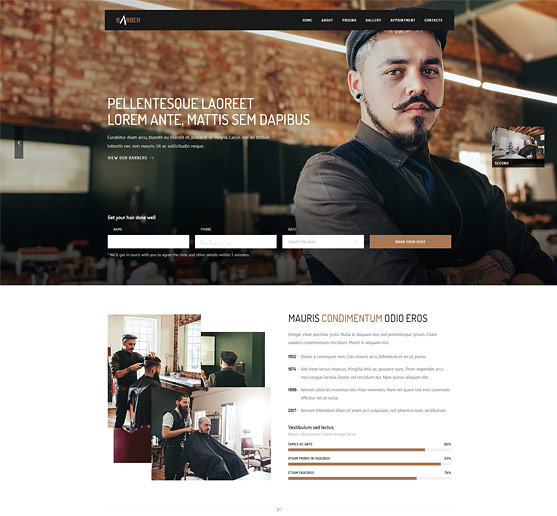 BARBER
HOME ABOUT PRICING GALLERY APPOINTMENT CONTACTS
PELLENTESQUE LAOREET
LOREM ANTE, MATTIS SEM DAPIBUS
Curabitur diam arcu, blandit eu blandit et, placerat ut magna. Lacus sed mi finibus
lobortis nec non mauris. Ut ac sollicitudin neque.
VIEW OUR BARBERS
SECOND
Get your hair done well
NAME PHONE DATE
Select the date BOOK YOUR VISIT
* We'll get in touch with you to agree the time and other details within 5 minutes.
MAURIS CONDIMENTUM ODIO EROS
Integer vitae porttitor justo. Nulla in aliquam leo, sed pellentesque ipsum. Etiam
sodales condimentum tincidunt. Morbi in aliquam enim.
1952 - Donec a consequat sem. Cras mauris arcu, bibendum et ex ut, porta.
1974 - Sed vitae lectus rhoncus, fringilla felis ac, posuere nunc. Proin imperdiet arcu
non congue lacinia. Donec vel tincidunt dui. Nam auctor aliquam elit.
1998 - Aenean ultricies maximus leo vitae venenatis. Nam vel quam sed eros commodo
efficitur vel ut nulla.
2017 - Aenean bibendum diam sit amet orci vulputate, sed pharetra nunc vestibulum.
Vestibulum sed lectus
Donec ullamcorper lorem semper lacus
FAMES AC ANTE 86%
IPSUM PRIMIS IN FAUCIBUS 93%
ETIAM FAUCIBUS 76%